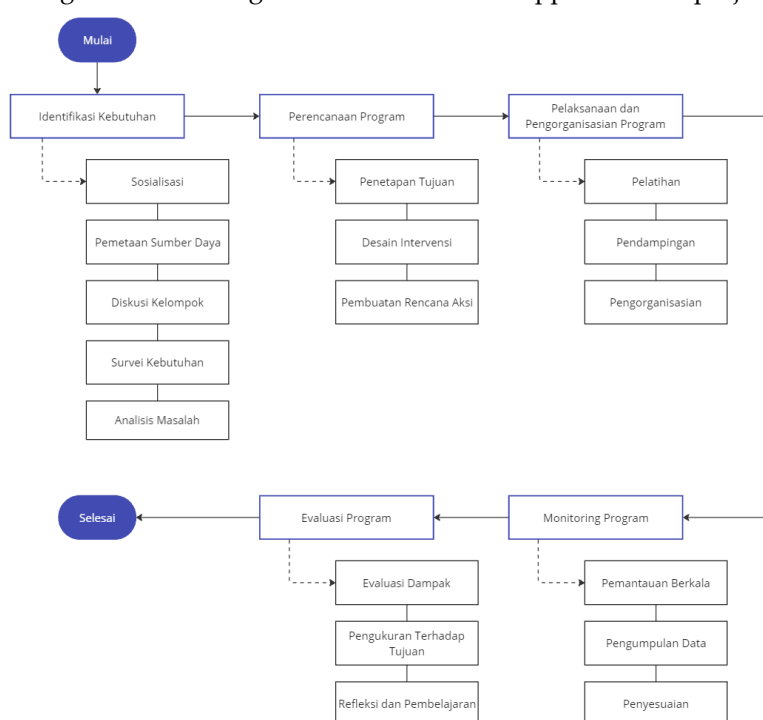 Mulai
Identifikasi Kebutuhan
Perencanaan Program
Pelaksanaan dan
Pengorganisasian Program
Sosialisasi
Pemetaan Sumber Daya
Diskusi Kelompok
Survei Kebutuhan
Analisis Masalah
Penetapan Tujuan
Desain Intervensi
Pembuatan Rencana Aksi
Pelatihan
Pendampingan
Pengorganisasian
Selesai
Evaluasi Program
Monitoring Program
Evaluasi Dampak
Pengukuran Terhadap
Tujuan
Refleksi dan Pembelajaran
Pemantauan Berkala
Pengumpulan Data
Penyesuaian